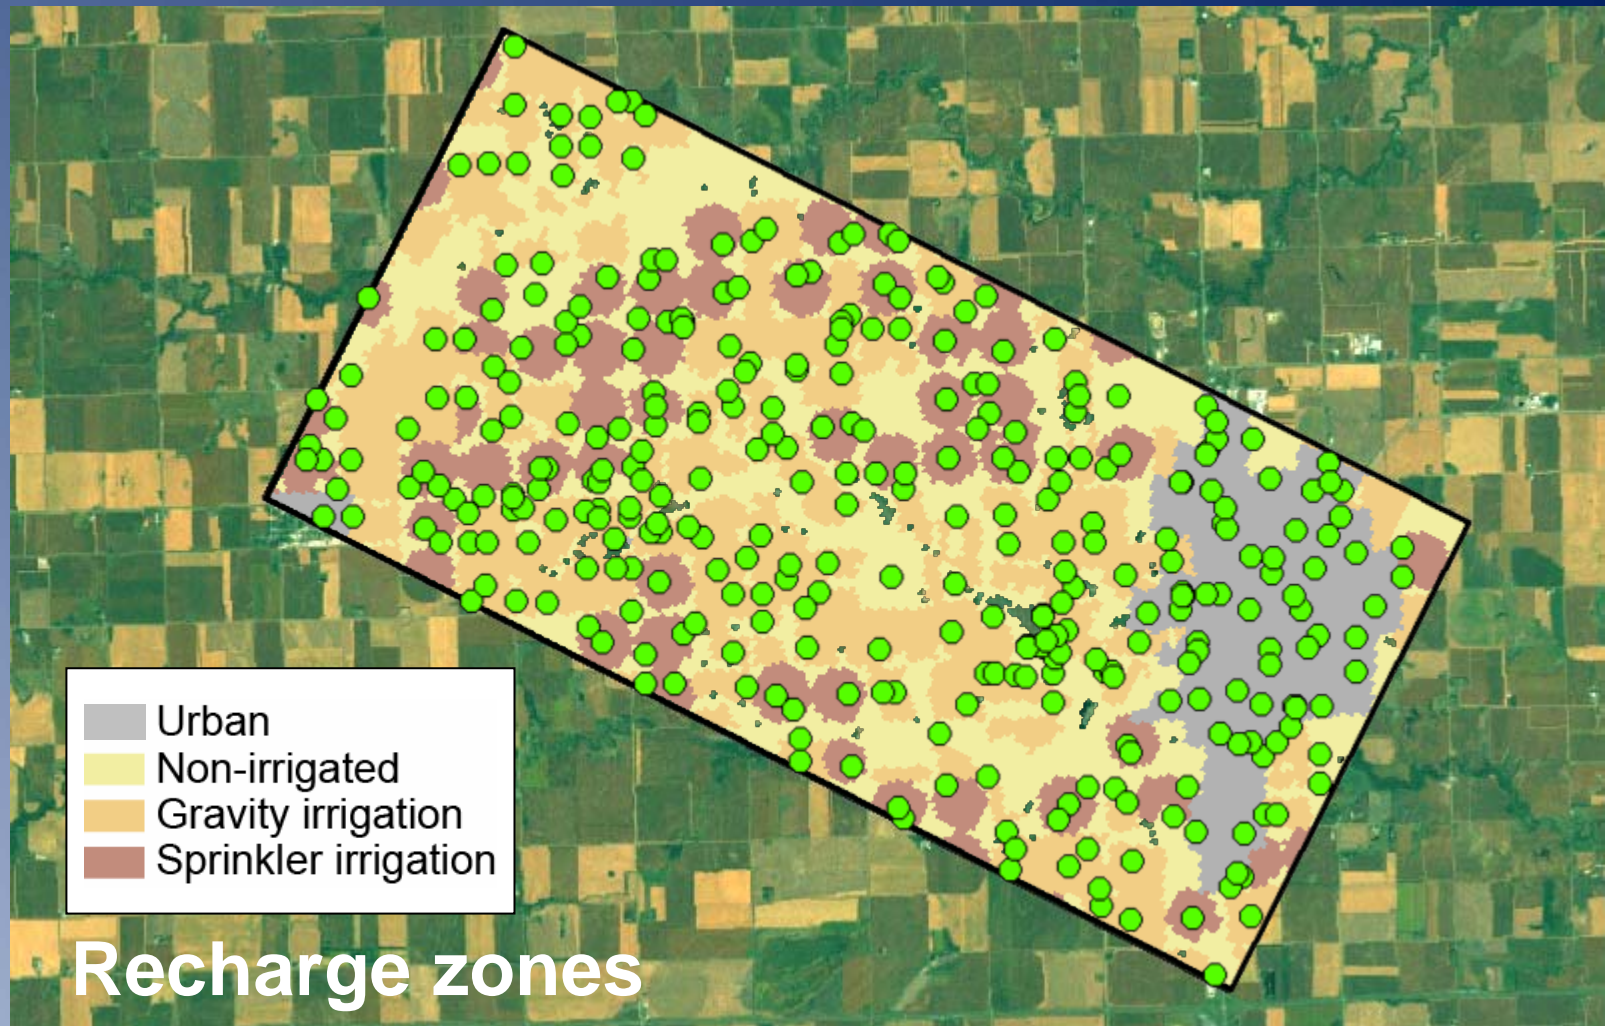 Urban
Non-irrigated
Gravity irrigation
Sprinkler irrigation
Recharge zones